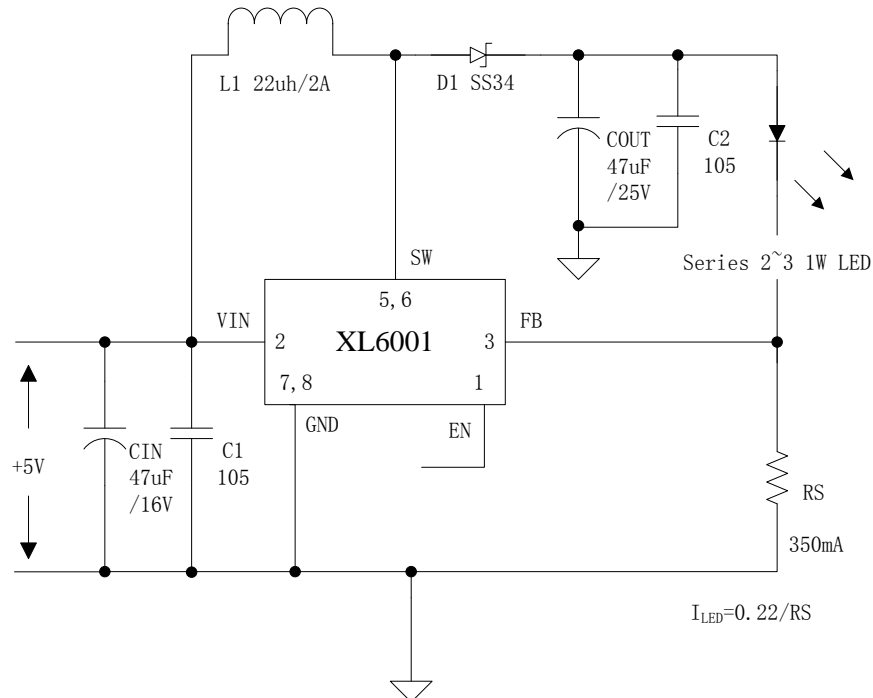 L1 22uh/2A
D1 SS34
COUT
47uF
/25V
C2
105
Series 2~3 1W LED
SW
5,6
VIN
FB
2
XL6001
3
7,8
1
GND
EN
+5V
CIN
47uF
/16V
C1
105
RS
350mA
ILED=0.22/RS